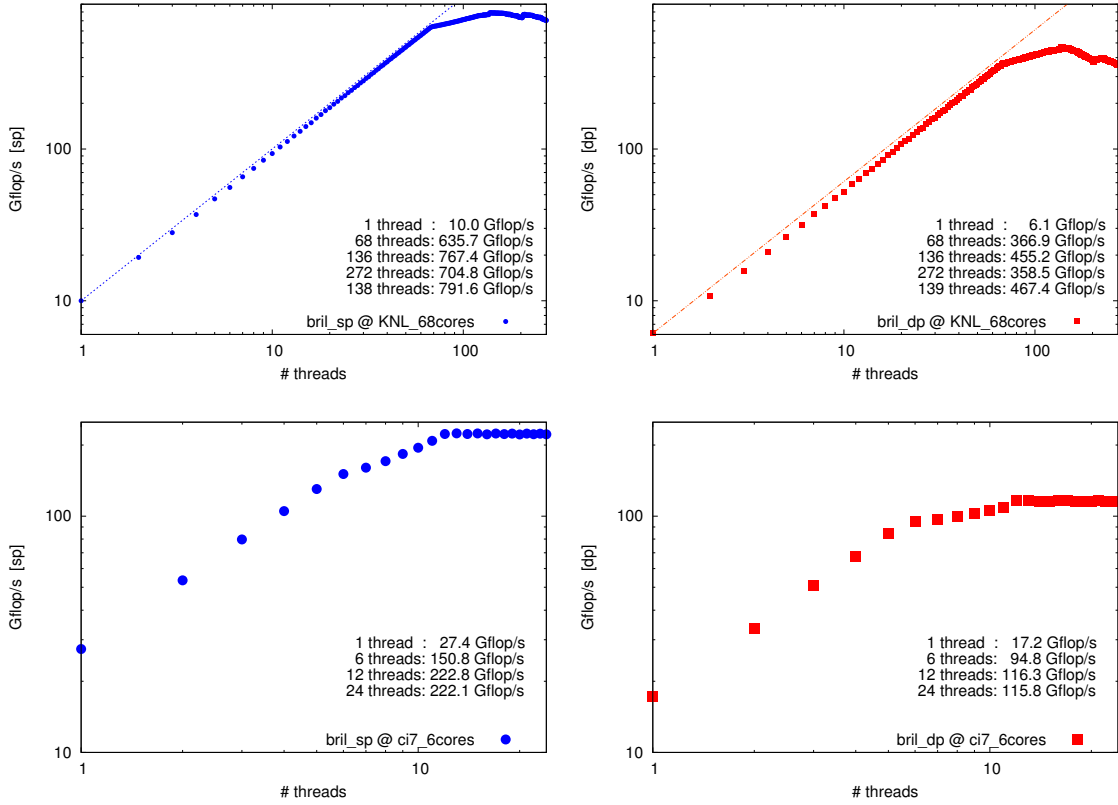 Gflop/s [sp]
100
10
1 thread : 10.0 Gflop/s
68 threads: 635.7 Gflop/s
136 threads: 767.4 Gflop/s
272 threads: 704.8 Gflop/s
138 threads: 791.6 Gflop/s
bril_sp @ KNL_68cores
1
10
100
# threads
Gflop/s [dp]
100
10
1 thread : 6.1 Gflop/s
68 threads: 366.9 Gflop/s
136 threads: 455.2 Gflop/s
272 threads: 358.5 Gflop/s
139 threads: 467.4 Gflop/s
bril_dp @ KNL_68cores
1
10
100
# threads
Gflop/s [sp]
100
10
1 thread : 27.4 Gflop/s
6 threads: 150.8 Gflop/s
12 threads: 222.8 Gflop/s
24 threads: 222.1 Gflop/s
bril_sp @ ci7_6cores
1
10
# threads
Gflop/s [dp]
100
10
1 thread : 17.2 Gflop/s
6 threads: 94.8 Gflop/s
12 threads: 116.3 Gflop/s
24 threads: 115.8 Gflop/s
bril_dp @ ci7_6cores
1
10
# threads